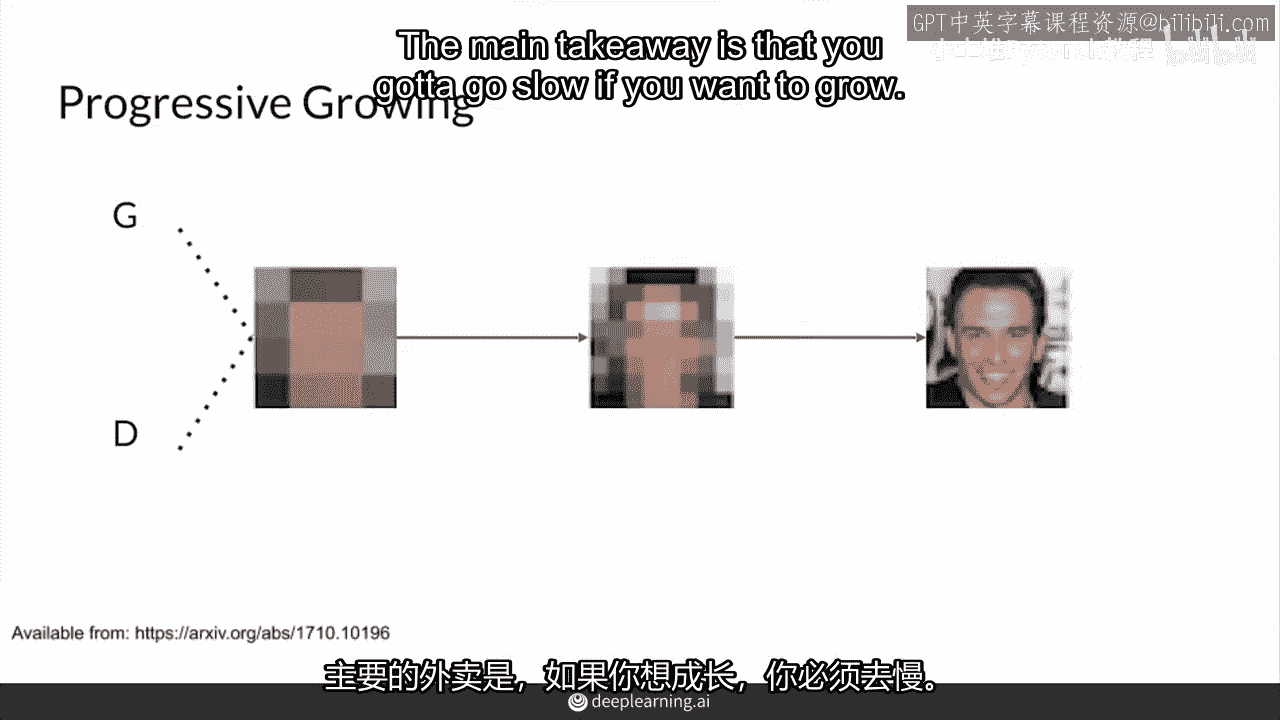 GPT中英字幕课程资源@bilibili.com
The main takeaway is that you
gotta go slow if you want to grow.
Progressive Growing
G
D
Available from: https://arxiv.org/abs/1710.10196
主要的外卖是，如果你想成长，你必须去慢。
deeplearning.ai